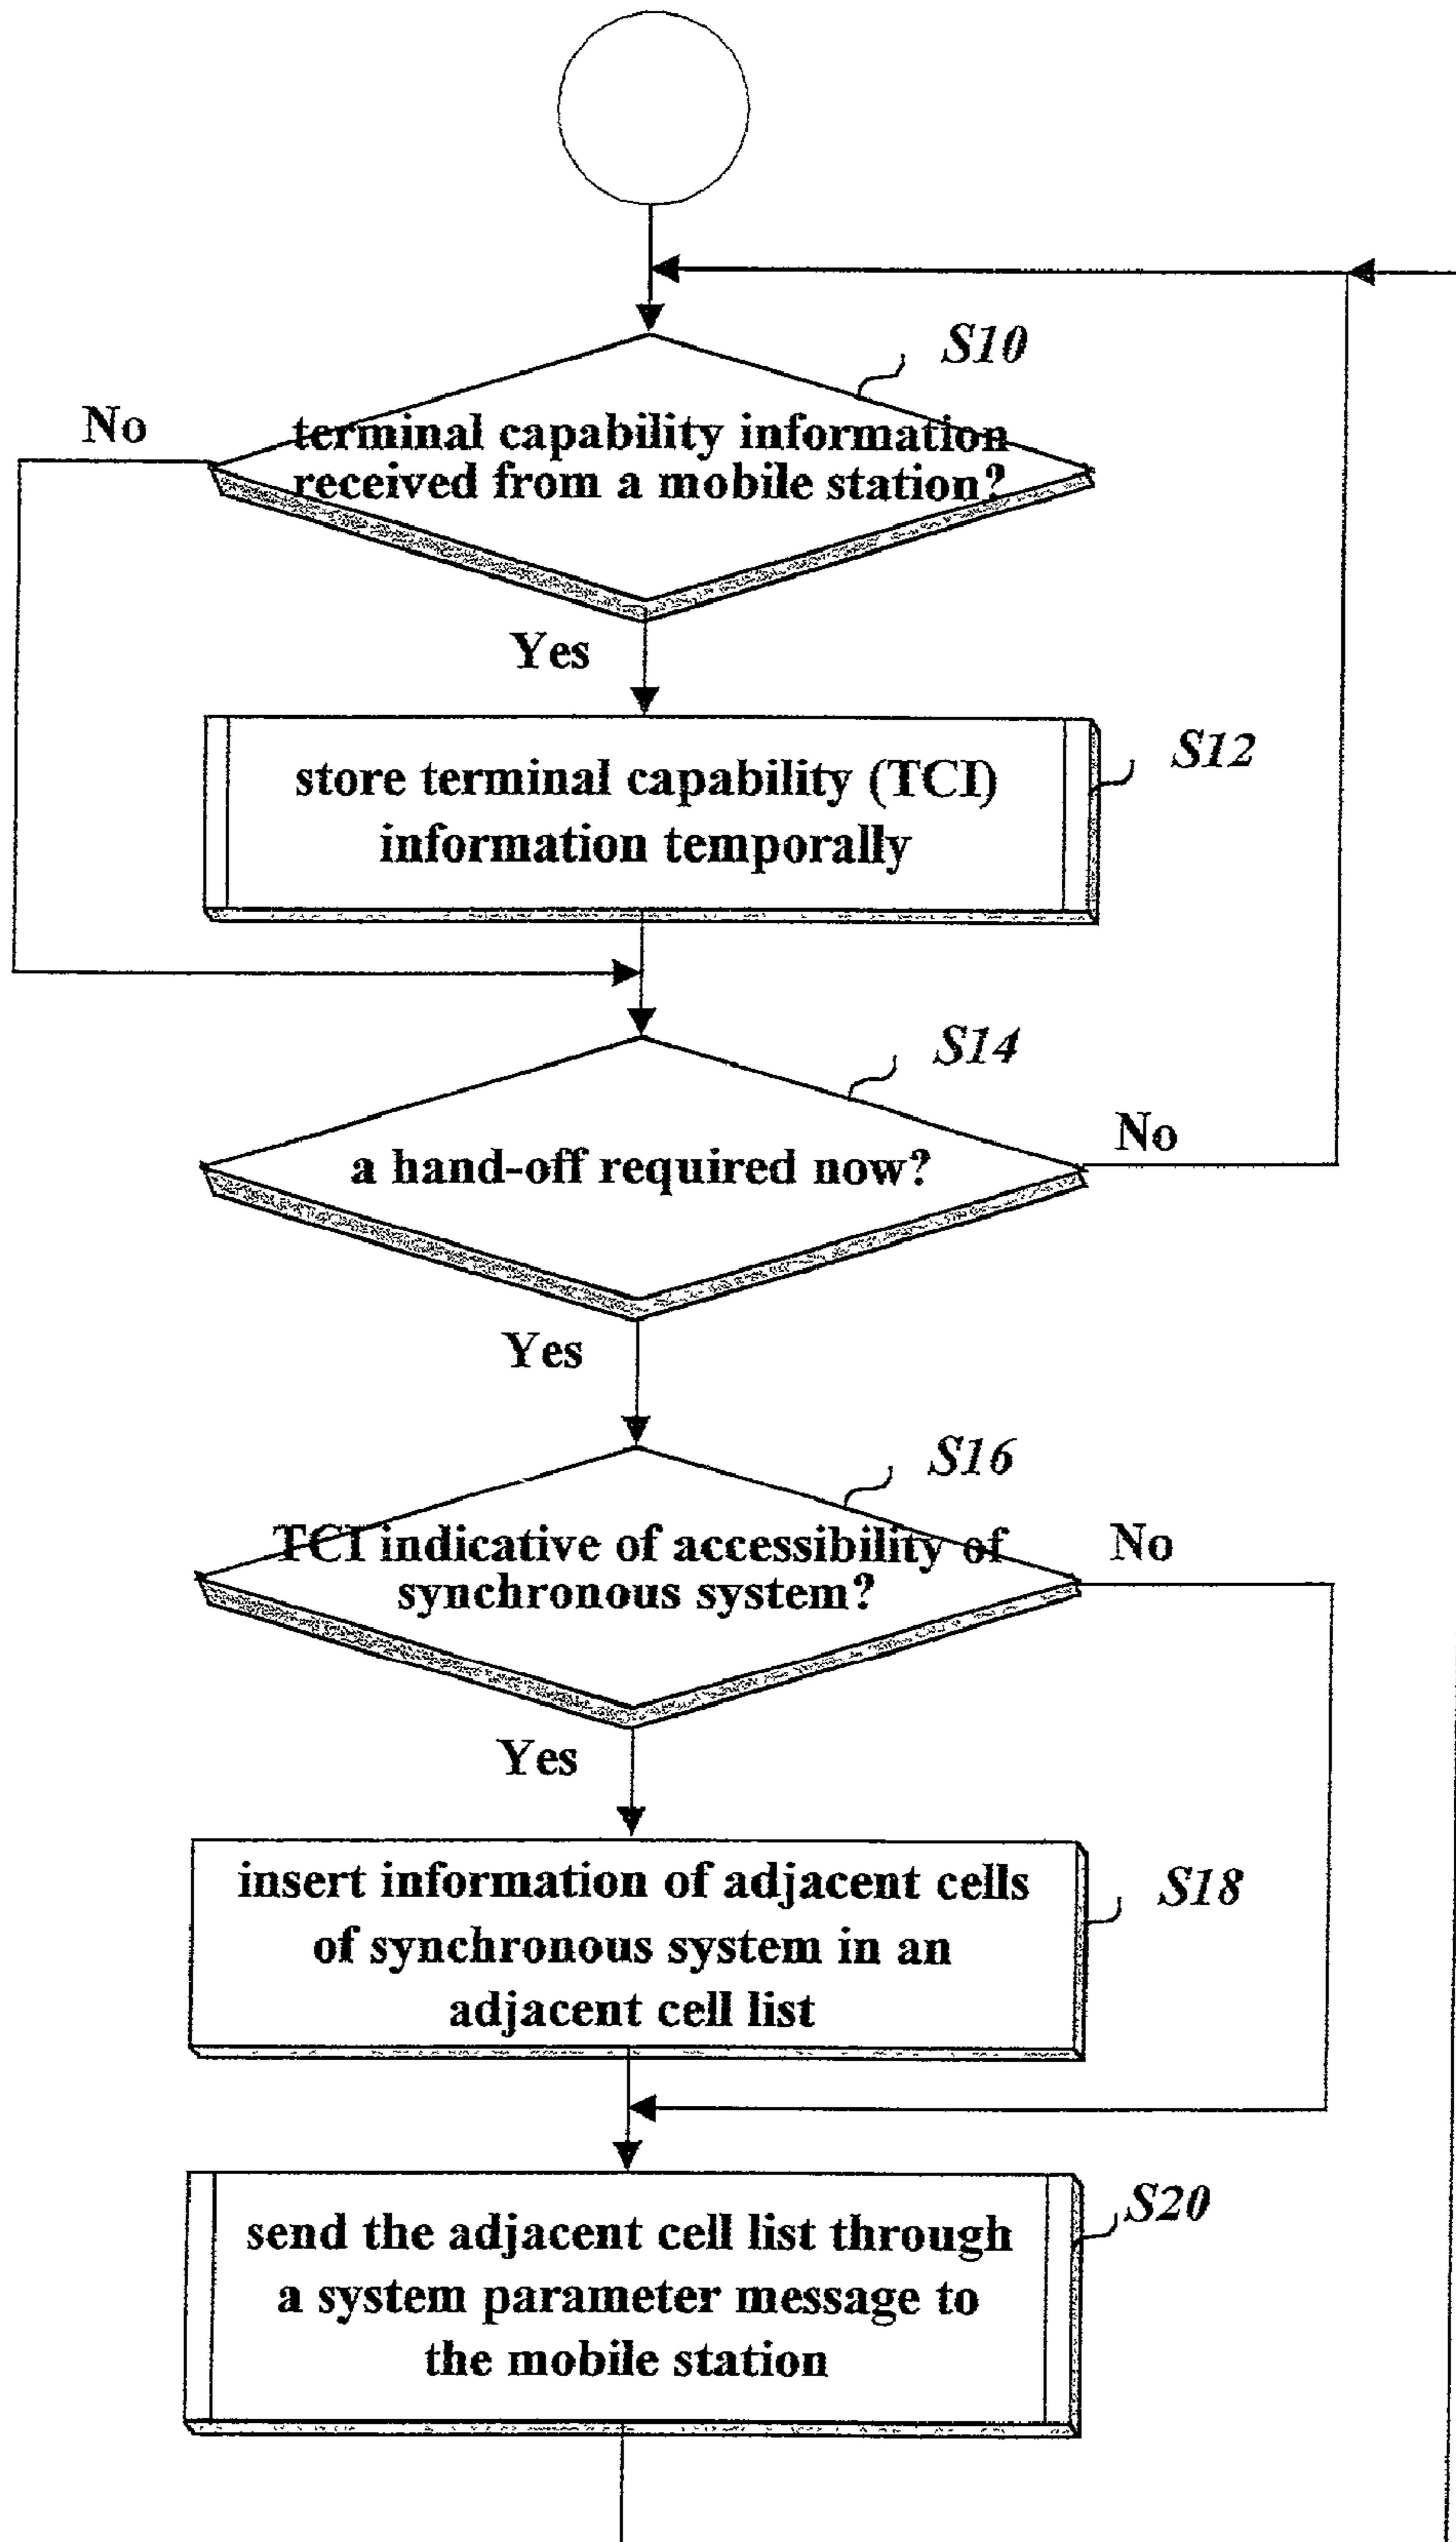 S10
No
terminal capability information
received from a mobile station?
Yes
S12
store terminal capability (TCI)
information temporally
S14
No
a hand-off required now?
Yes
S16
No
TCI indicative of accessibility of
synchronous system?
Yes
S18
insert information of adjacent cells
of synchronous system in an
adjacent cell list
S20
send the adjacent cell list through
a system parameter message to
the mobile station